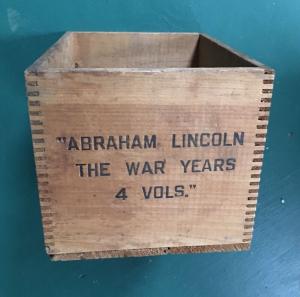 "ABRAHAM LINCOLN
THE WAR YEARS
4 VOLS."